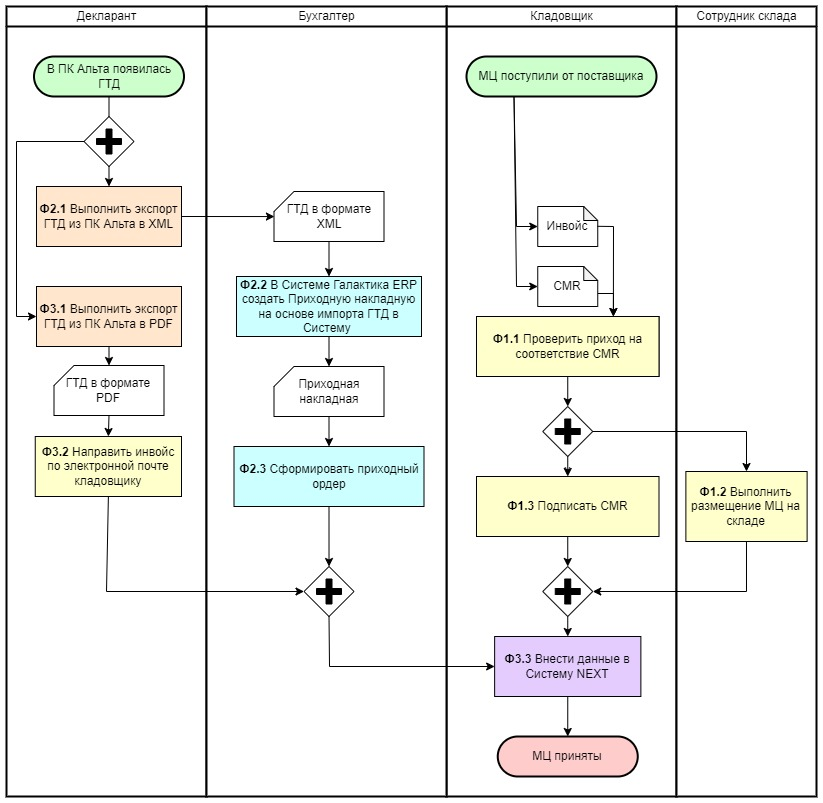 Декларант
Бухгалтер
Кладовщик
Сотрудник склада
В ПК Альта появилась
ГТД
МЦ поступили от поставщика
Ф2.1 Выполнить экспорт
ГТД из ПК Альта в XML
ГТД в формате
XML
Инвойс
CMR
Ф2.2 В Системе Галактика ERP
создать Приходную накладную
на основе импорта ГТД в
Систему
Ф3.1 Выполнить экспорт
ГТД из ПК Альта в PDF
Ф1.1 Проверить приход на
соответствие CMR
ГТД в формате
PDF
Приходная
накладная
Ф3.2 Направить инвойс
по электронной почте
кладовщику
Ф2.3 Сформировать приходный
ордер
Ф1.3 Подписать CMR
Ф1.2 Выполнить
размещение МЦ на
складе
Ф3.3 Внести данные в
Систему NEXT
МЦ приняты